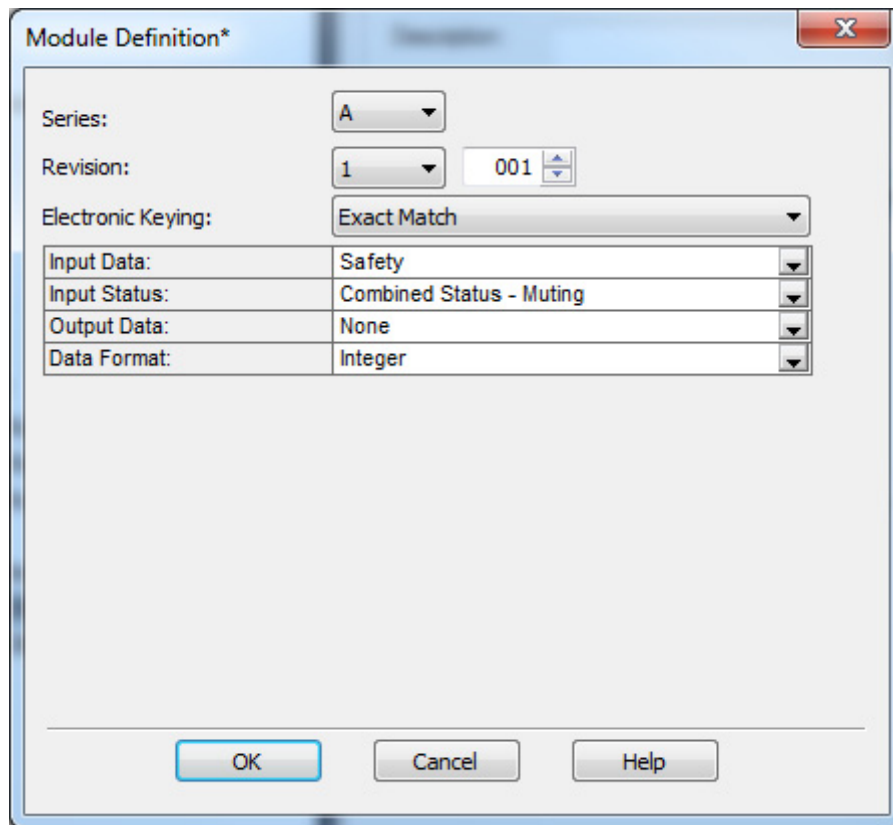 Module Definition*
Description
Series: A
Revision: 1 001
Electronic Keying: Exact Match
Input Data: Safety
Input Status: Combined Status - Muting
Output Data: None
Data Format: Integer
OK Cancel Help